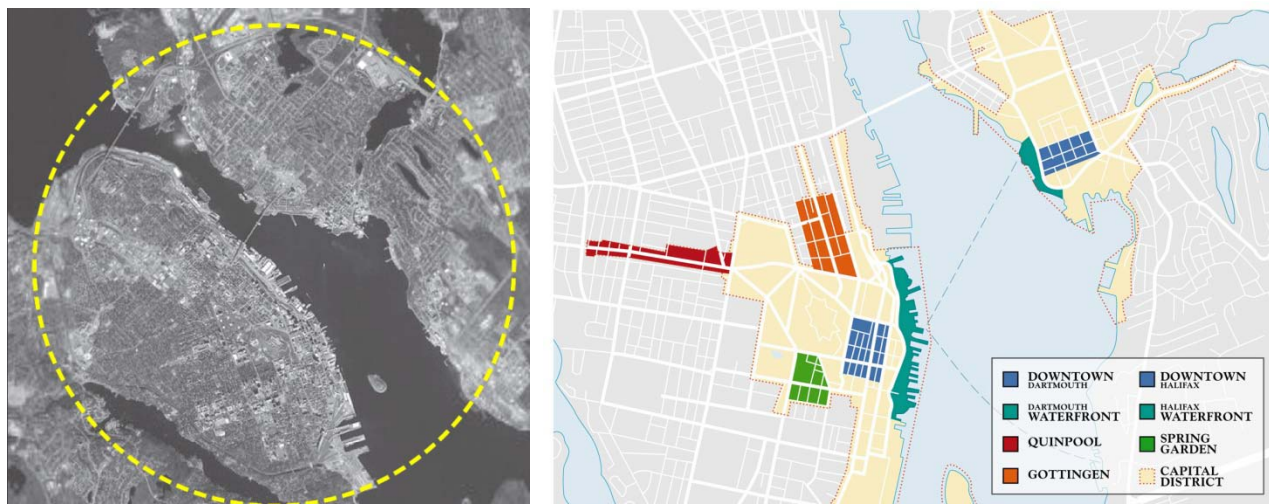 DOWNTOWN
DARTMOUTH
DOWNTOWN
HALIFAX
DARTMOUTH
WATERFRONT
HALIFAX
WATERFRONT
QUINPOOL
SPRING
GARDEN
GOTTINGEN
CAPITAL
DISTRICT